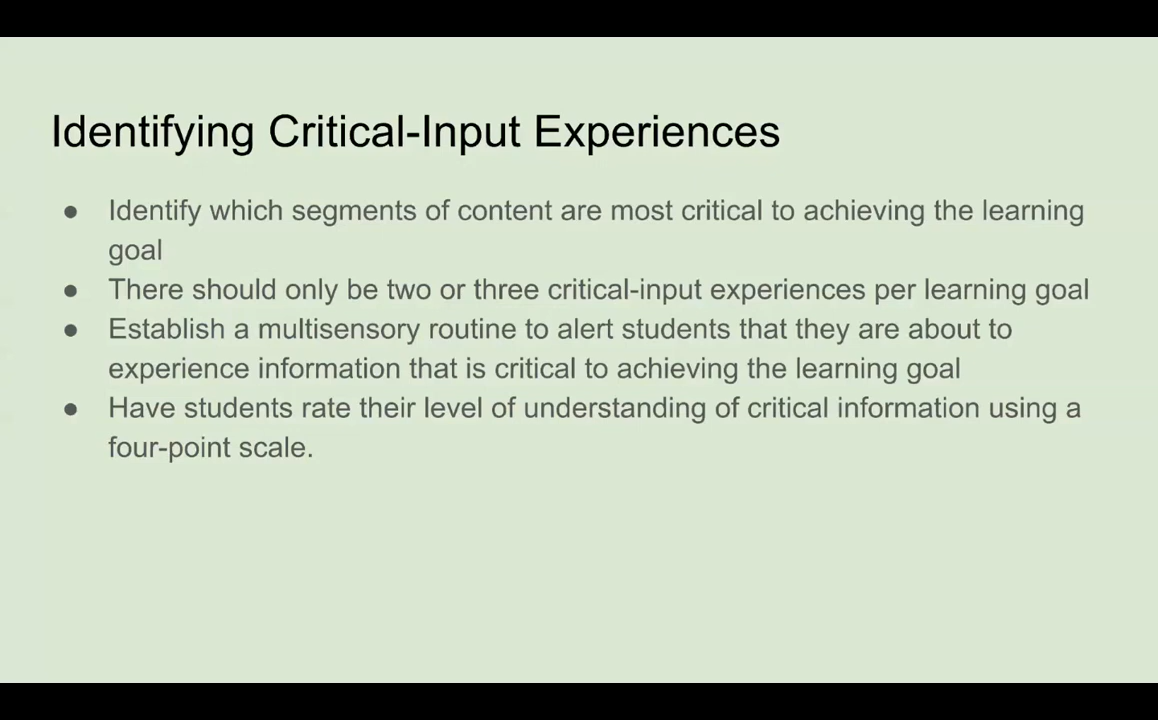 Identifying Critical-Input Experiences
● Identify which segments of content are most critical to achieving the learning
goal
● There should only be two or three critical-input experiences per learning goal
● Establish a multisensory routine to alert students that they are about to
experience information that is critical to achieving the learning goal
● Have students rate their level of understanding of critical information using a
four-point scale.